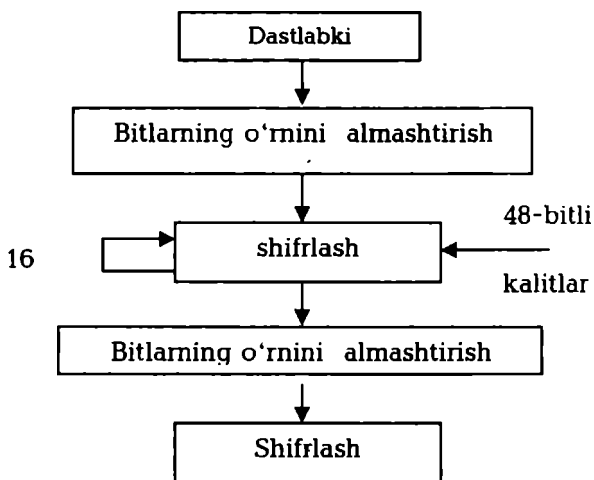 Dastlabki
Bitlarning o‘rnini almashtirish
48-bitli
16
shifrlash
kalitlar
Bitlarning o‘rnini almashtirish
Shifrlash